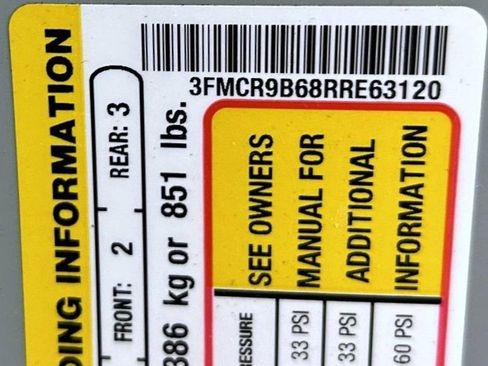 3FMCR9B68RRE63120
DING INFORMATION
FRONT: 2 REAR: 3
386 kg or 851 lbs.
SEE OWNERS
MANUAL FOR
ADDITIONAL
INFORMATION
33 PSI
33 PSI
60 PSI